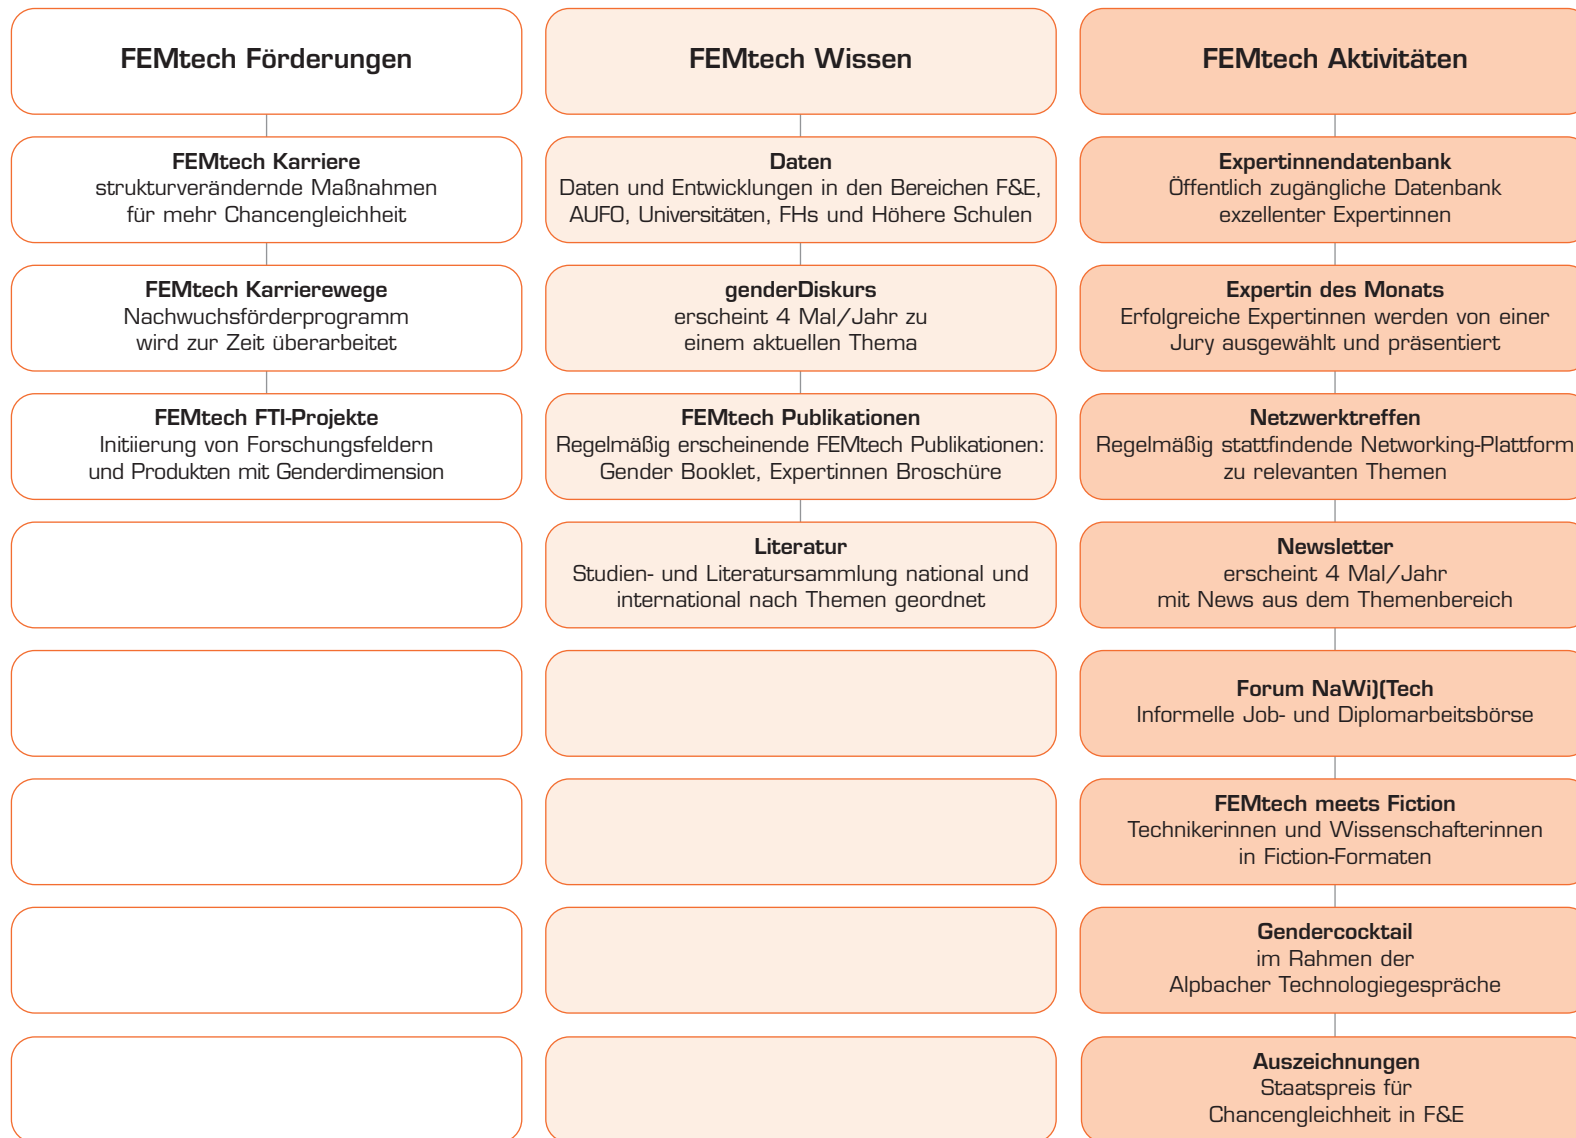 FEMtech Förderungen
FEMtech Karriere
strukturverändernde Maßnahmen
für mehr Chancengleichheit
FEMtech Karrierewege
Nachwuchsförderprogramm
wird zur Zeit überarbeitet
FEMtech FTI-Projekte
Initiierung von Forschungsfeldern
und Produkten mit Genderdimension
FEMtech Wissen
Daten
Daten und Entwicklungen in den Bereichen F&E,
AUFO, Universitäten, FHs und Höhere Schulen
genderDiskurs
erscheint 4 Mal/Jahr zu
einem aktuellen Thema
FEMtech Publikationen
Regelmäßig erscheinende FEMtech Publikationen:
Gender Booklet, Expertinnen Broschüre
Literatur
Studien- und Literatursammlung national und
international nach Themen geordnet
FEMtech Aktivitäten
Expertinnendatenbank
Öffentlich zugängliche Datenbank
exzellenter Expertinnen
Expertin des Monats
Erfolgreiche Expertinnen werden von einer
Jury ausgewählt und präsentiert
Netzwerktreffen
Regelmäßig stattfindende Networking-Plattform
zu relevanten Themen
Newsletter
erscheint 4 Mal/Jahr
mit News aus dem Themenbereich
Forum NaWi)(Tech
Informelle Job- und Diplomarbeitsbörse
FEMtech meets Fiction
Technikerinnen und Wissenschafterinnen
in Fiction-Formaten
Gendercocktail
im Rahmen der
Alpbacher Technologiegespräche
Auszeichnungen
Staatspreis für
Chancengleichheit in F&E